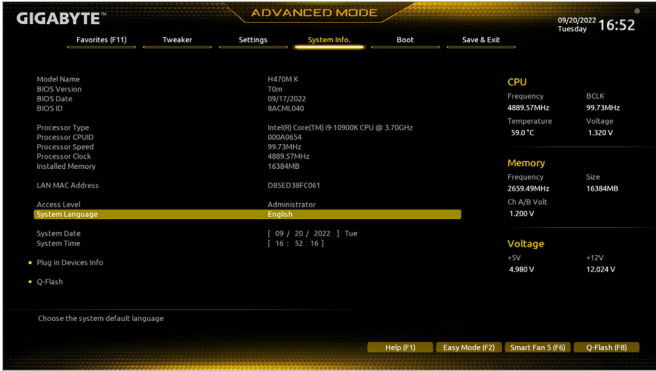 GIGABYTE™
ADVANCED MODE
09/20/2022 Tuesday 16:52
Favorites (F11) Tweaker Settings System Info. Boot Save & Exit
Model Name H470M K
BIOS Version T0m
BIOS Date 09/17/2022
BIOS ID 8ACML040
Processor Type Intel(R) Core(TM) i9-10900K CPU @ 3.70GHz
Processor CPUID 000A0654
Processor Speed 99.73MHz
Processor Clock 4889.57MHz
Installed Memory 16384MB
LAN MAC Address D85ED38FC061
Access Level Administrator
System Language English
System Date [ 09 / 20 / 2022 ] Tue
System Time [ 16 : 52 : 16 ]
Plug in Devices Info
Q-Flash
Choose the system default language
CPU
Frequency BCLK
4889.57MHz 99.73MHz
Temperature Voltage
59.0 °C 1.320 V
Memory
Frequency Size
2659.49MHz 16384MB
Ch A/B Volt
1.200 V
Voltage
+5V +12V
4.980 V 12.024 V
Help (F1) Easy Mode (F2) Smart Fan 5 (F6) Q-Flash (F8)